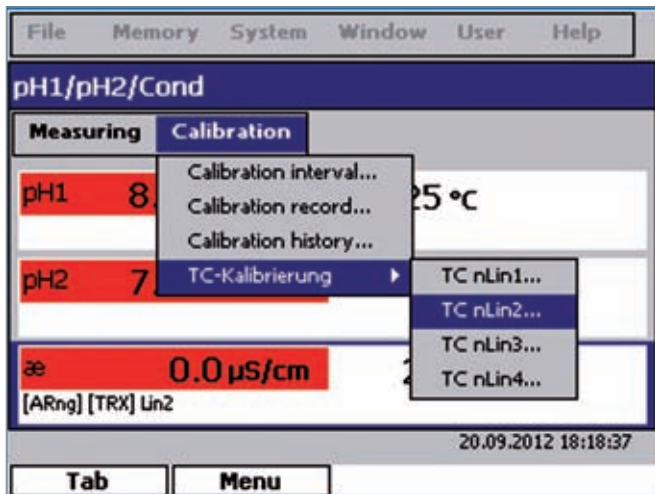 File Memory System Window User Help
pH1/pH2/Cond
Measuring Calibration
Calibration interval...
pH1 8. 25 °C
Calibration record...
Calibration history...
pH2 7.
TC-Kalibrierung
TC nLin1...
TC nLin2...
TC nLin3...
TC nLin4...
æ 0.0 µS/cm
[ARng] [TRX] Lin2
20.09.2012 18:18:37
Tab Menu